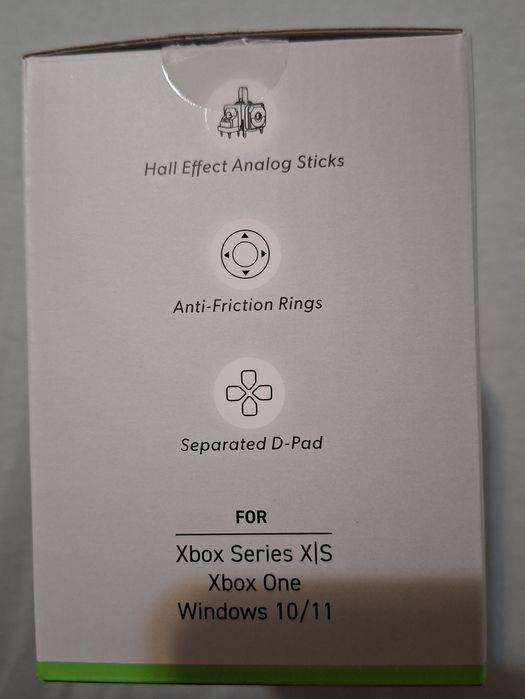 Hall Effect Analog Sticks
Anti-Friction Rings
Separated D-Pad
FOR
Xbox Series X|S
Xbox One
Windows 10/11